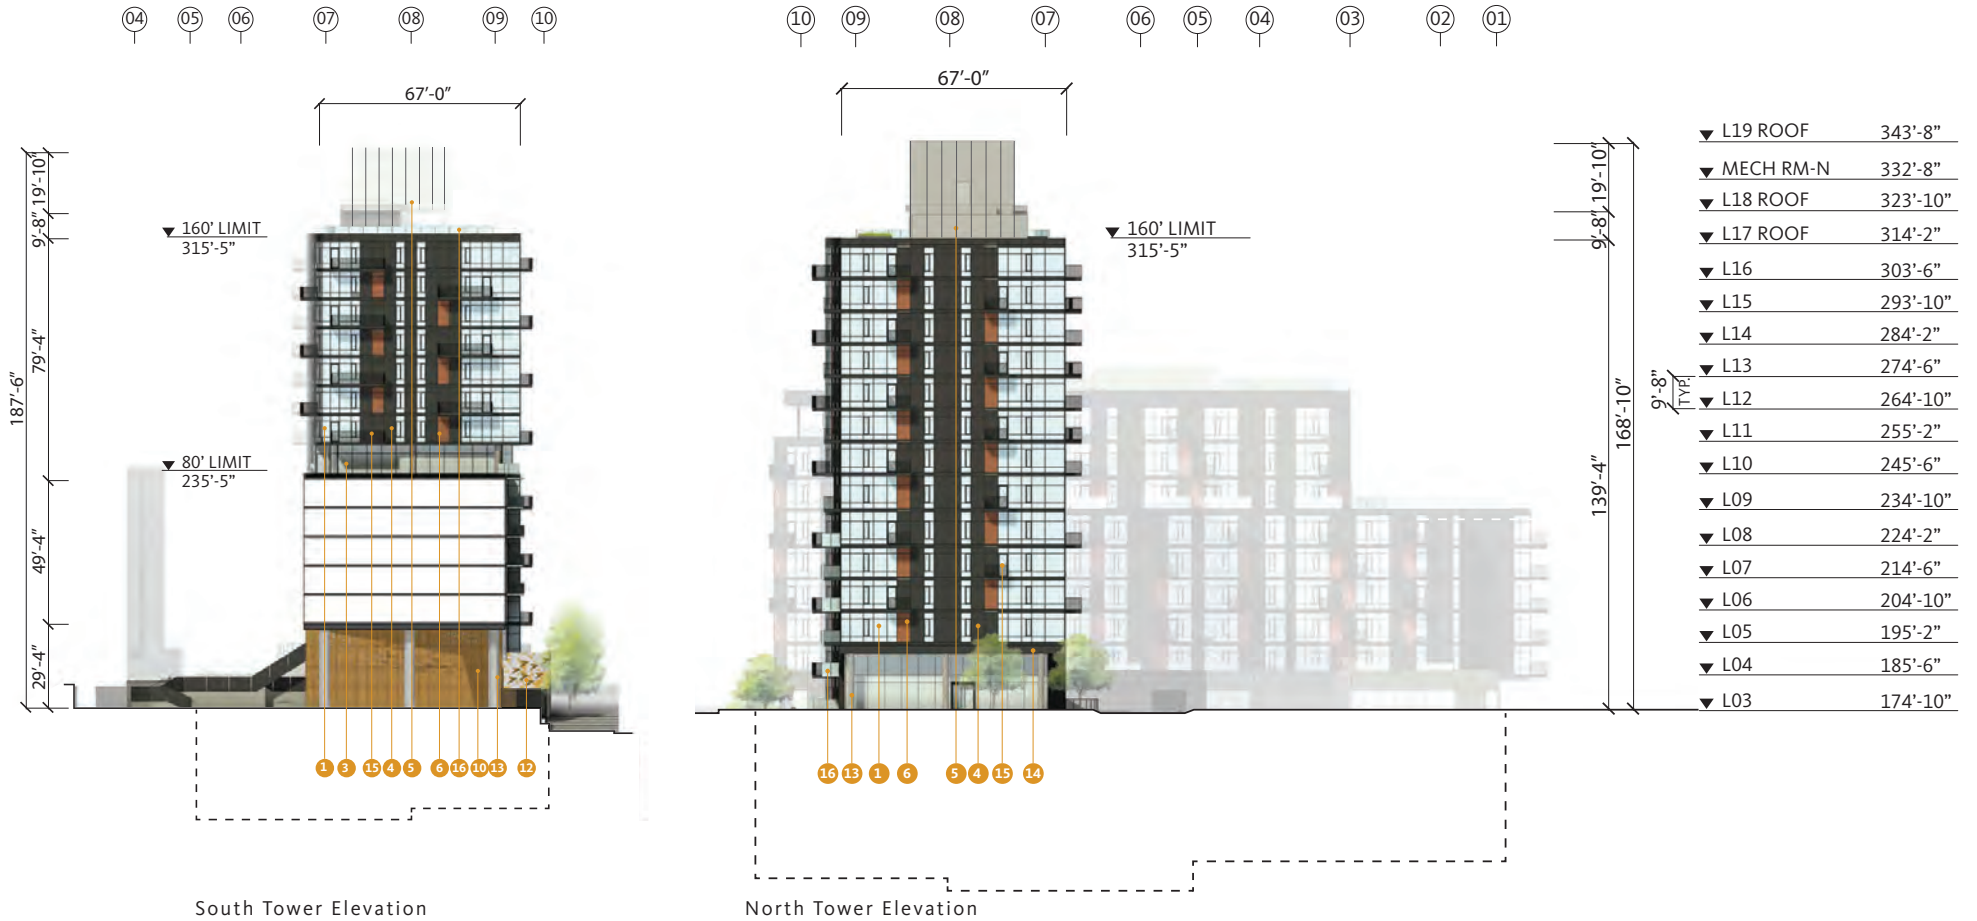 04 05 06 07 08 09 10
10 09 08 07 06 05 04 03 02 01
67'-0"
67'-0"
187'-6"
19'-10"
9'-8"
79'-4"
49'-4"
29'-4"
160' LIMIT
315'-5"
80' LIMIT
235'-5"
1 3 15 4 5 6 16 10 13 12
South Tower Elevation
160' LIMIT
315'-5"
16 13 1 6 5 4 15 14
North Tower Elevation
19'-10"
9'-8"
139'-4"
168'-10"
9'-8"
TYP.
L19 ROOF 343'-8"
MECH RM-N 332'-8"
L18 ROOF 323'-10"
L17 ROOF 314'-2"
L16 303'-6"
L15 293'-10"
L14 284'-2"
L13 274'-6"
L12 264'-10"
L11 255'-2"
L10 245'-6"
L09 234'-10"
L08 224'-2"
L07 214'-6"
L06 204'-10"
L05 195'-2"
L04 185'-6"
L03 174'-10"